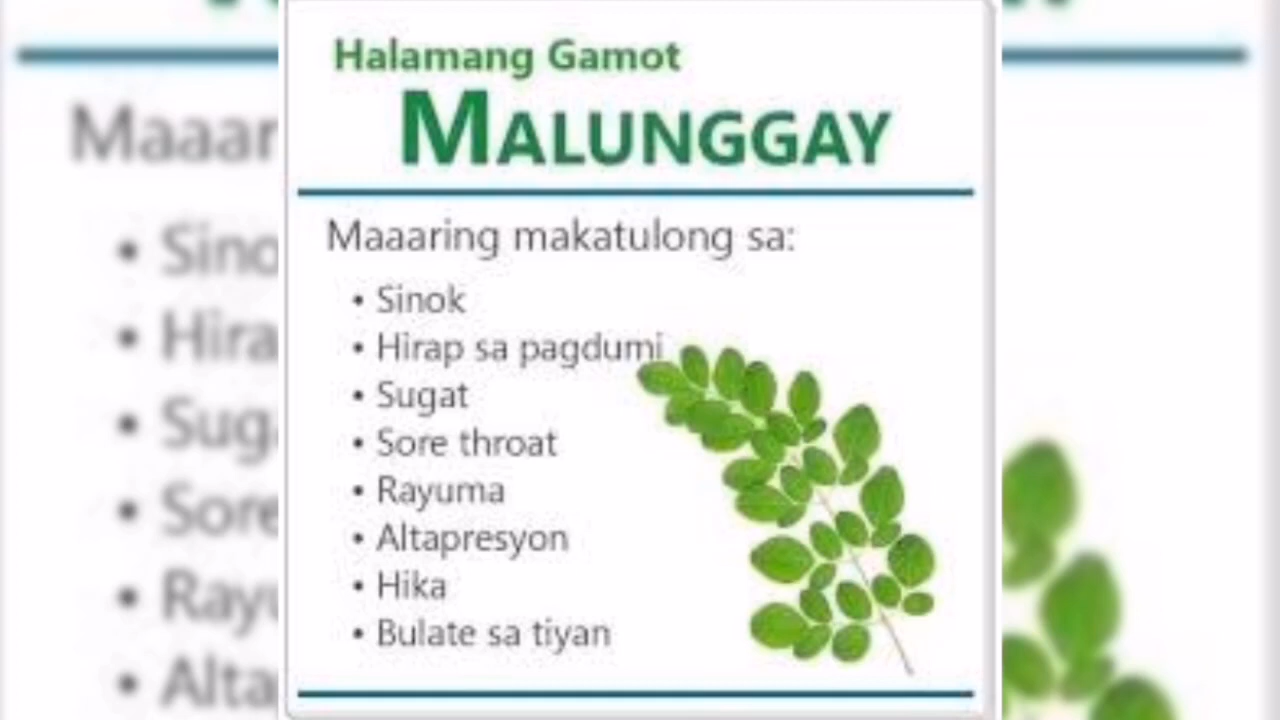 Halamang Gamot
MALUNGGAY
Maaaring makatulong sa:
• Sinok
• Hirap sa pagdumi
• Sugat
• Sore throat
• Rayuma
• Altapresyon
• Hika
• Bulate sa tiyan